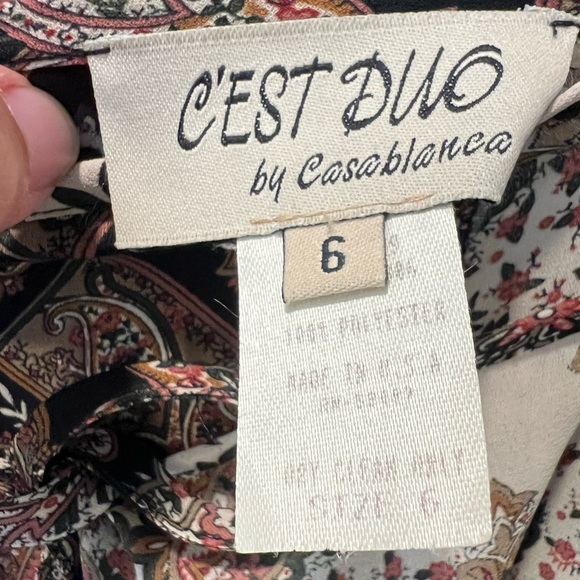 C'EST DUO
by Casablanca
6
100% POLYESTER
MADE IN U.S.A
DRY CLEAN ONLY
SIZE 6